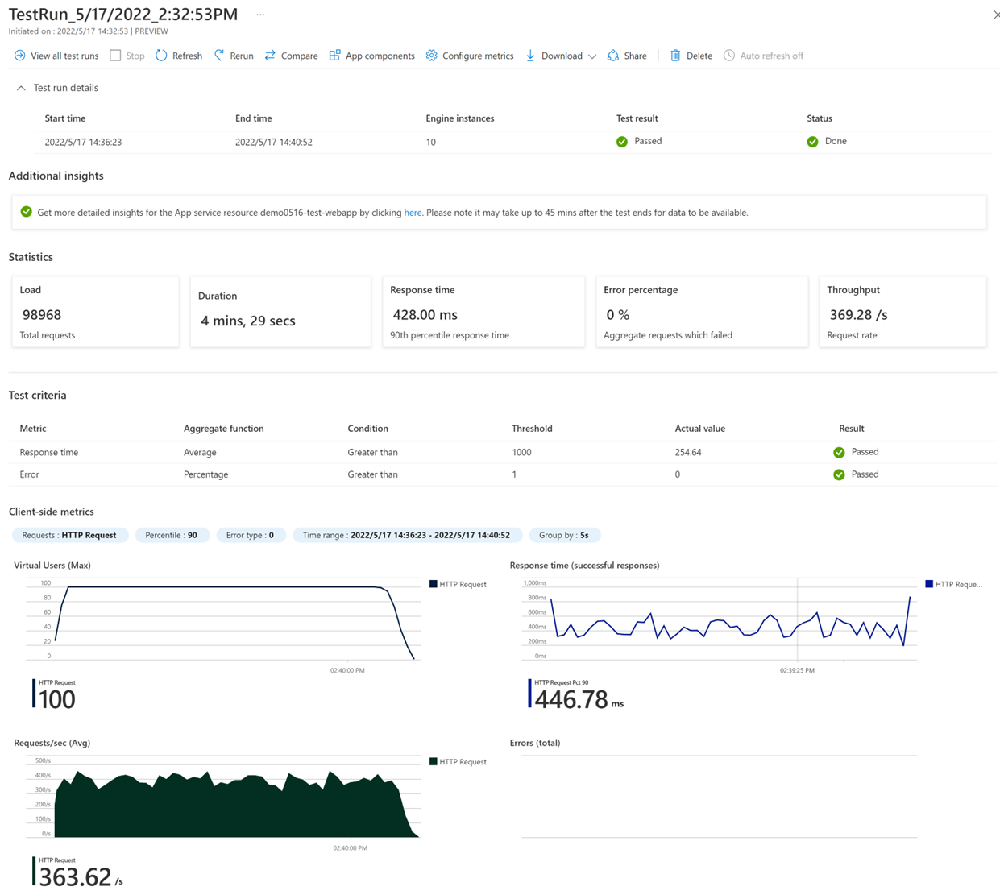 TestRun_5/17/2022_2:32:53PM ...
Initiated on : 2022/5/17 14:32:53 | PREVIEW
View all test runs Stop Refresh Rerun Compare App components Configure metrics Download Share Delete Auto refresh off
Test run details
Start time End time Engine instances Test result Status
2022/5/17 14:36:23 2022/5/17 14:40:52 10 Passed Done
Additional insights
Get more detailed insights for the App service resource demo0516-test-webapp by clicking here. Please note it may take up to 45 mins after the test ends for data to be available.
Statistics
Load Duration Response time Error percentage Throughput
98968 4 mins, 29 secs 428.00 ms 0 % 369.28 /s
Total requests 90th percentile response time Aggregate requests which failed Request rate
Test criteria
Metric Aggregate function Condition Threshold Actual value Result
Response time Average Greater than 1000 254.64 Passed
Error Percentage Greater than 1 0 Passed
Client-side metrics
Requests : HTTP Request Percentile : 90 Error type : 0 Time range : 2022/5/17 14:36:23 - 2022/5/17 14:40:52 Group by : 5s
Virtual Users (Max)
100
80
60
40
20
0
HTTP Request
02:40:00 PM
HTTP Request
100
Response time (successful responses)
1,000ms
800ms
600ms
400ms
200ms
0ms
HTTP Reque...
02:39:25 PM
HTTP Request Pct 90
446.78 ms
Requests/sec (Avg)
500/s
400/s
300/s
200/s
100/s
0/s
HTTP Request
02:40:00 PM
HTTP Request
363.62 /s
Errors (total)